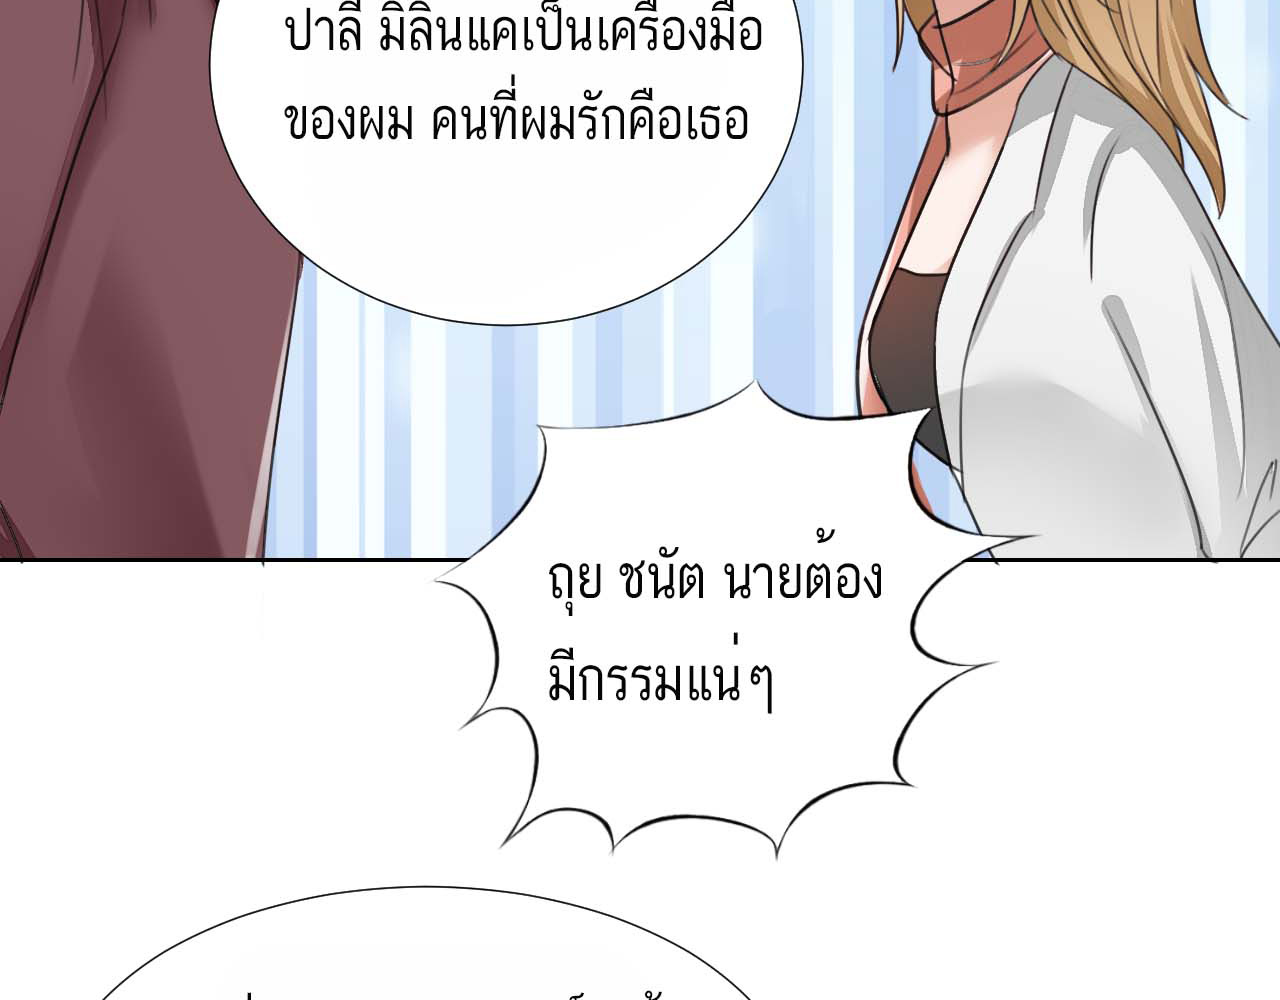 ปาลี มิลินแคเป็นเครื่องมือ
ของผม คนที่ผมรักคือเธอ
ถุย ชนัต นายต้อง
มีกรรมแน่ๆ